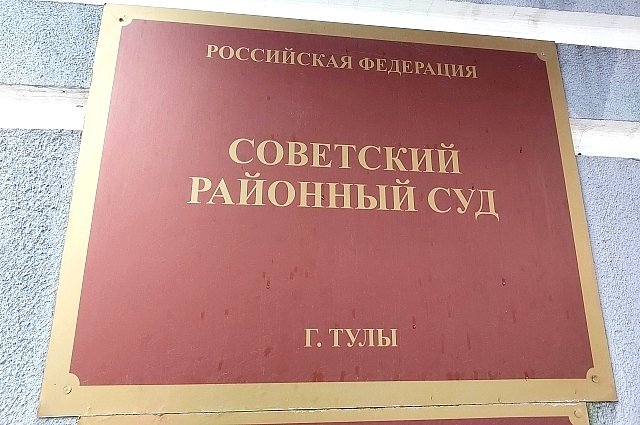 РОССИЙСКАЯ ФЕДЕРАЦИЯ
СОВЕТСКИЙ
РАЙОННЫЙ СУД
Г. ТУЛЫ